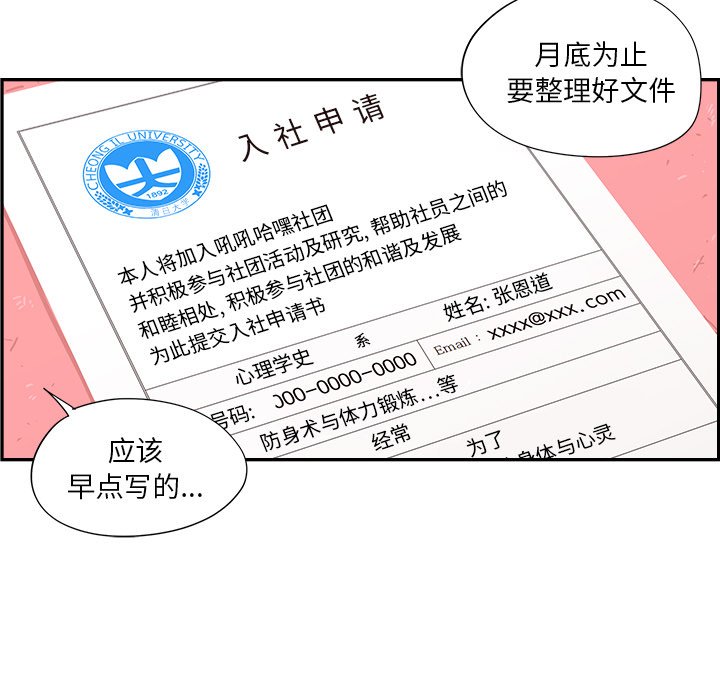 月底为止
要整理好文件
入社申请
CHEONG IL UNIVERSITY
1892
清日大学
本人将加入吼吼哈嘿社团
并积极参与社团活动及研究, 帮助社员之间的
和睦相处, 积极参与社团的和谐及发展
为此提交入社申请书
姓名: 张恩道
心理学史 系
Email : xxxx@xxx.com
号码: 000-0000-0000
防身术与体力锻炼...等
经常 为了
身体与心灵
应该
早点写的...